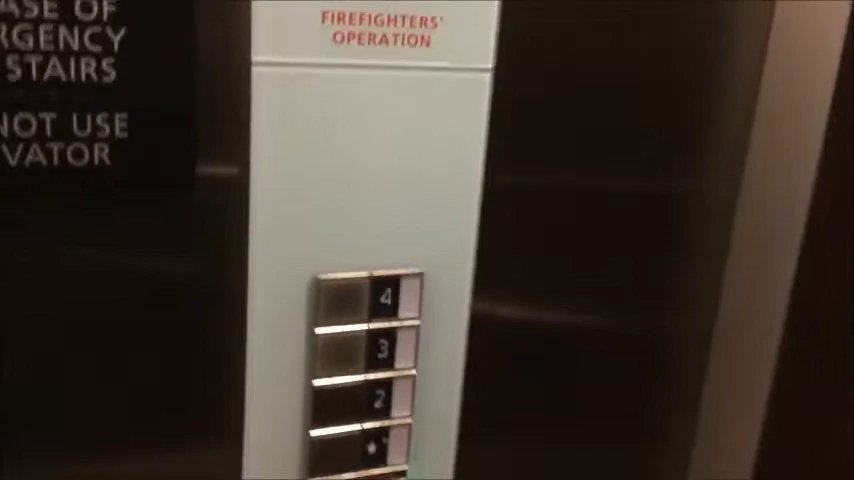 ASE OF
RGENCY
STAIRS
NOT USE
VATOR
FIREFIGHTERS'
OPERATION
4
3
2
★